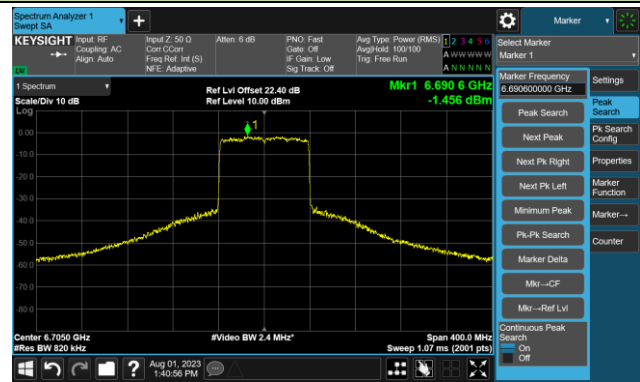 Spectrum Analyzer 1
Swept SA
+
Marker
KEYSIGHT
Input: RF
Coupling: AC
Align: Auto
Input Z: 50 Ω
Corr CCorr
Freq Ref: Int (S)
NFE: Adaptive
Atten: 6 dB
PNO: Fast
Gate: Off
IF Gain: Low
Sig Track: Off
Avg Type: Power (RMS)
Avg|Hold: 100/100
Trig: Free Run
1 2 3 4 5 6
A W W W W W
A N N N N N
Select Marker
Marker 1
LW
1 Spectrum
Scale/Div 10 dB
Log
Ref Lvl Offset 22.40 dB
Ref Level 10.00 dBm
Mkr1 6.690 6 GHz
-1.456 dBm
1
0.00
-10.0
-20.0
-30.0
-40.0
-50.0
-60.0
-70.0
-80.0
Center 6.7050 GHz
#Res BW 820 kHz
#Video BW 2.4 MHz*
Span 400.0 MHz
Sweep 1.07 ms (2001 pts)
Marker Frequency
6.690600000 GHz
Peak Search
Next Peak
Next Pk Right
Next Pk Left
Minimum Peak
Pk-Pk Search
Marker Delta
Mkr→CF
Mkr→Ref Lvl
Continuous Peak
Search
On
Off
Settings
Peak
Search
Pk Search
Config
Properties
Marker
Function
Marker→
Counter
?
Aug 01, 2023
1:40:56 PM